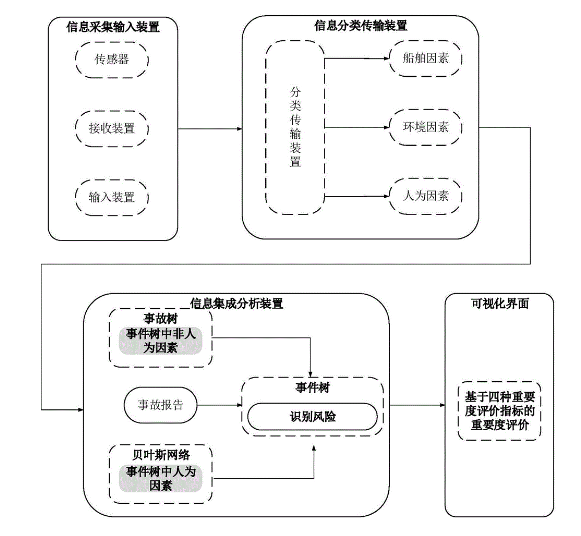 信息采集输入装置
传感器
接收装置
输入装置
信息分类传输装置
分类传输装置
船舶因素
环境因素
人为因素
信息集成分析装置
事故树
事件树中非人
为因素
事故报告
贝叶斯网络
事件树中人为
因素
事件树
识别风险
可视化界面
基于四种重要
度评价指标的
重要度评价